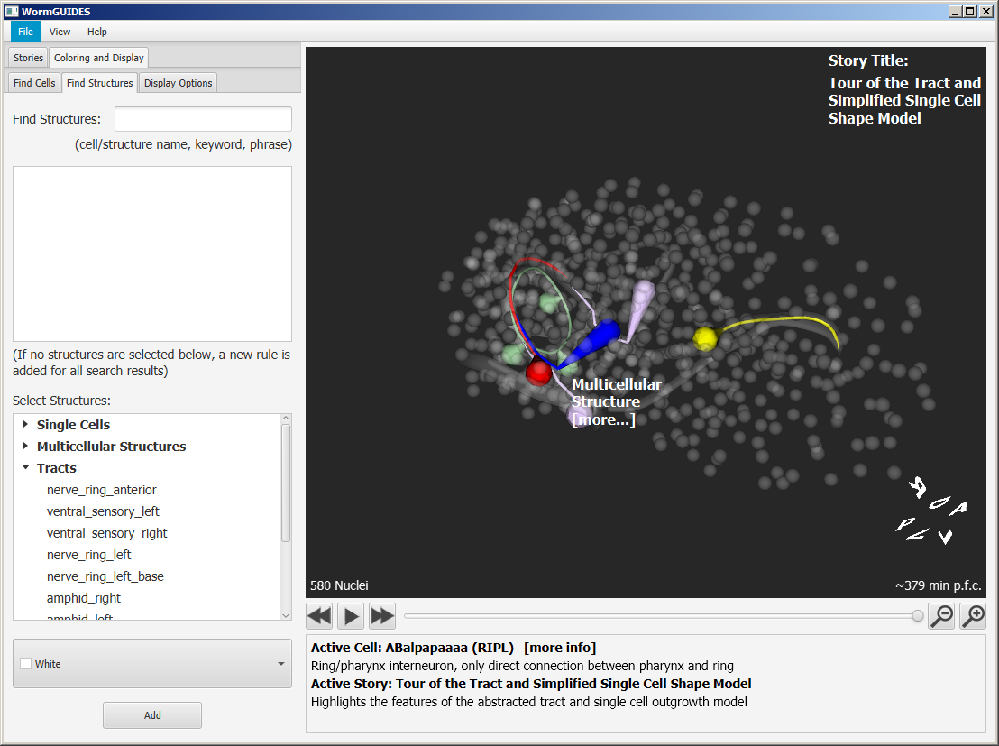 WormGUIDES
File View Help
Stories Coloring and Display
Find Cells Find Structures Display Options
Find Structures:
(cell/structure name, keyword, phrase)
(If no structures are selected below, a new rule is
added for all search results)
Select Structures:
Single Cells
Multicellular Structures
Tracts
nerve_ring_anterior
ventral_sensory_left
ventral_sensory_right
nerve_ring_left
nerve_ring_left_base
amphid_right
amphid_left
White
Add
Story Title:
Tour of the Tract and
Simplified Single Cell
Shape Model
Multicellular
Structure
[more...]
580 Nuclei
~379 min p.f.c.
Active Cell: ABalpapaaaa (RIPL) [more info]
Ring/pharynx interneuron, only direct connection between pharynx and ring
Active Story: Tour of the Tract and Simplified Single Cell Shape Model
Highlights the features of the abstracted tract and single cell outgrowth model